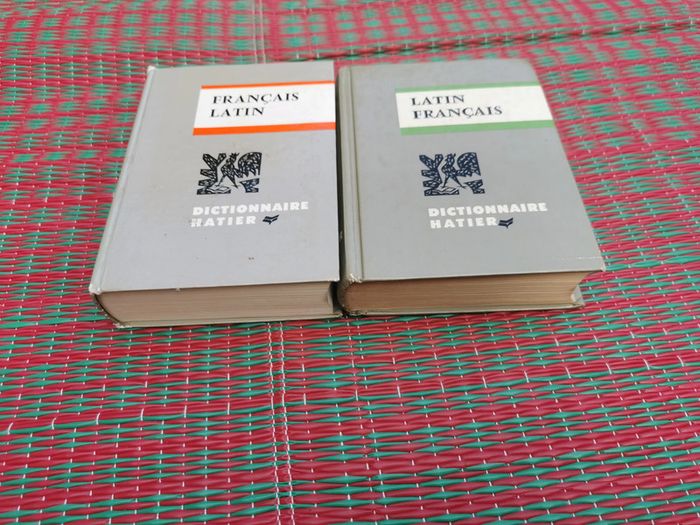 FRANÇAIS
LATIN
DICTIONNAIRE
HATIER
LATIN
FRANÇAIS
DICTIONNAIRE
HATIER